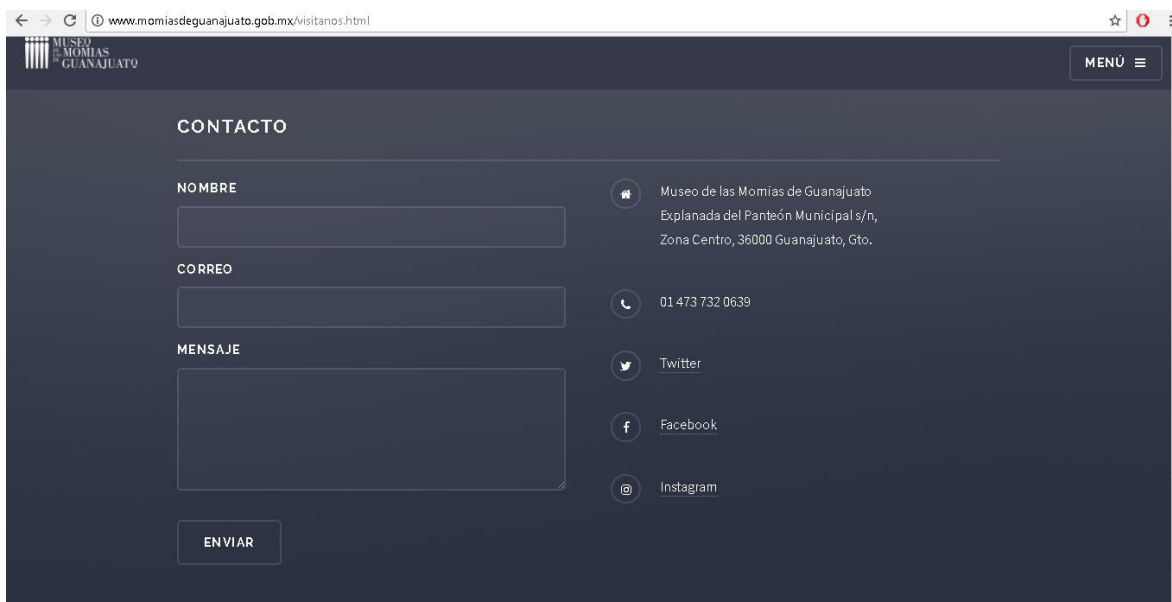 www.momiasdeguanajuato.gob.mx/visitanos.html
MUSEO
DE LAS
MOMIAS
DE
GUANAJUATO
MENÚ
CONTACTO
NOMBRE
CORREO
MENSAJE
ENVIAR
Museo de las Momias de Guanajuato
Explanada del Panteón Municipal s/n,
Zona Centro, 36000 Guanajuato, Gto.
01 473 732 0639
Twitter
Facebook
Instagram